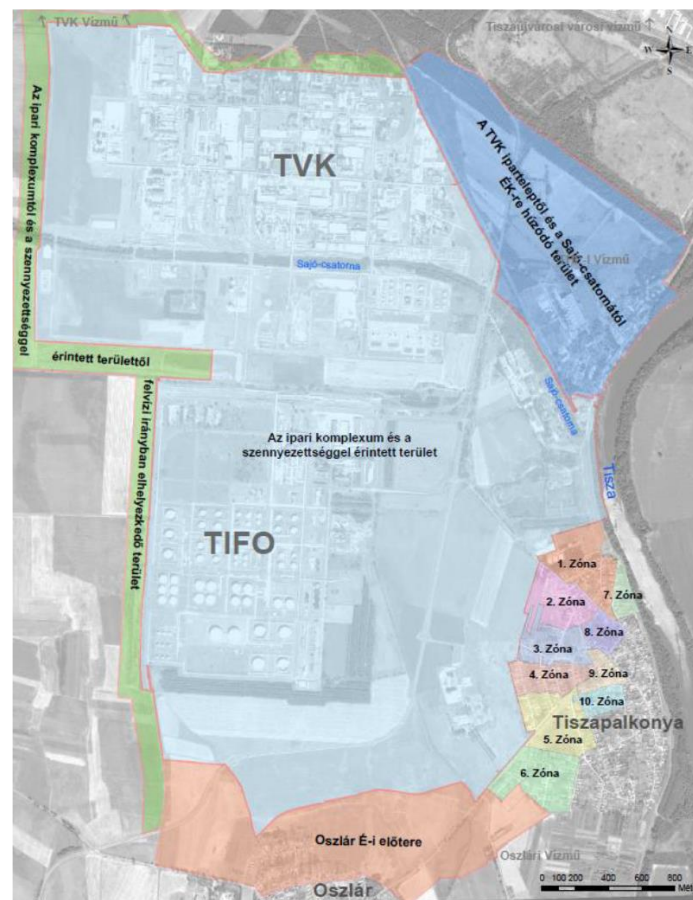 TVK Vízmű
Tiszaújvárosi városi vízmű
N
W E
S
Az ipari komplexumtól és a szennyezettséggel
érintett területtől
felvízi irányban elhelyezkedő terület
TVK
A TVK iparteleptől és a Sajó-csatornától
ÉK-re húzódó terület
Vízmű
Sajó-csatorna
Sajó-csatorna
Tisza
Az ipari komplexum és a
szennyezettséggel érintett terület
TIFO
1. Zóna
2. Zóna
7. Zóna
8. Zóna
3. Zóna
4. Zóna
9. Zóna
10. Zóna
Tiszapalkonya
5. Zóna
6. Zóna
Oszlár É-i előtere
Oszlári Vízmű
Oszlár
0 100 200 400 600 800